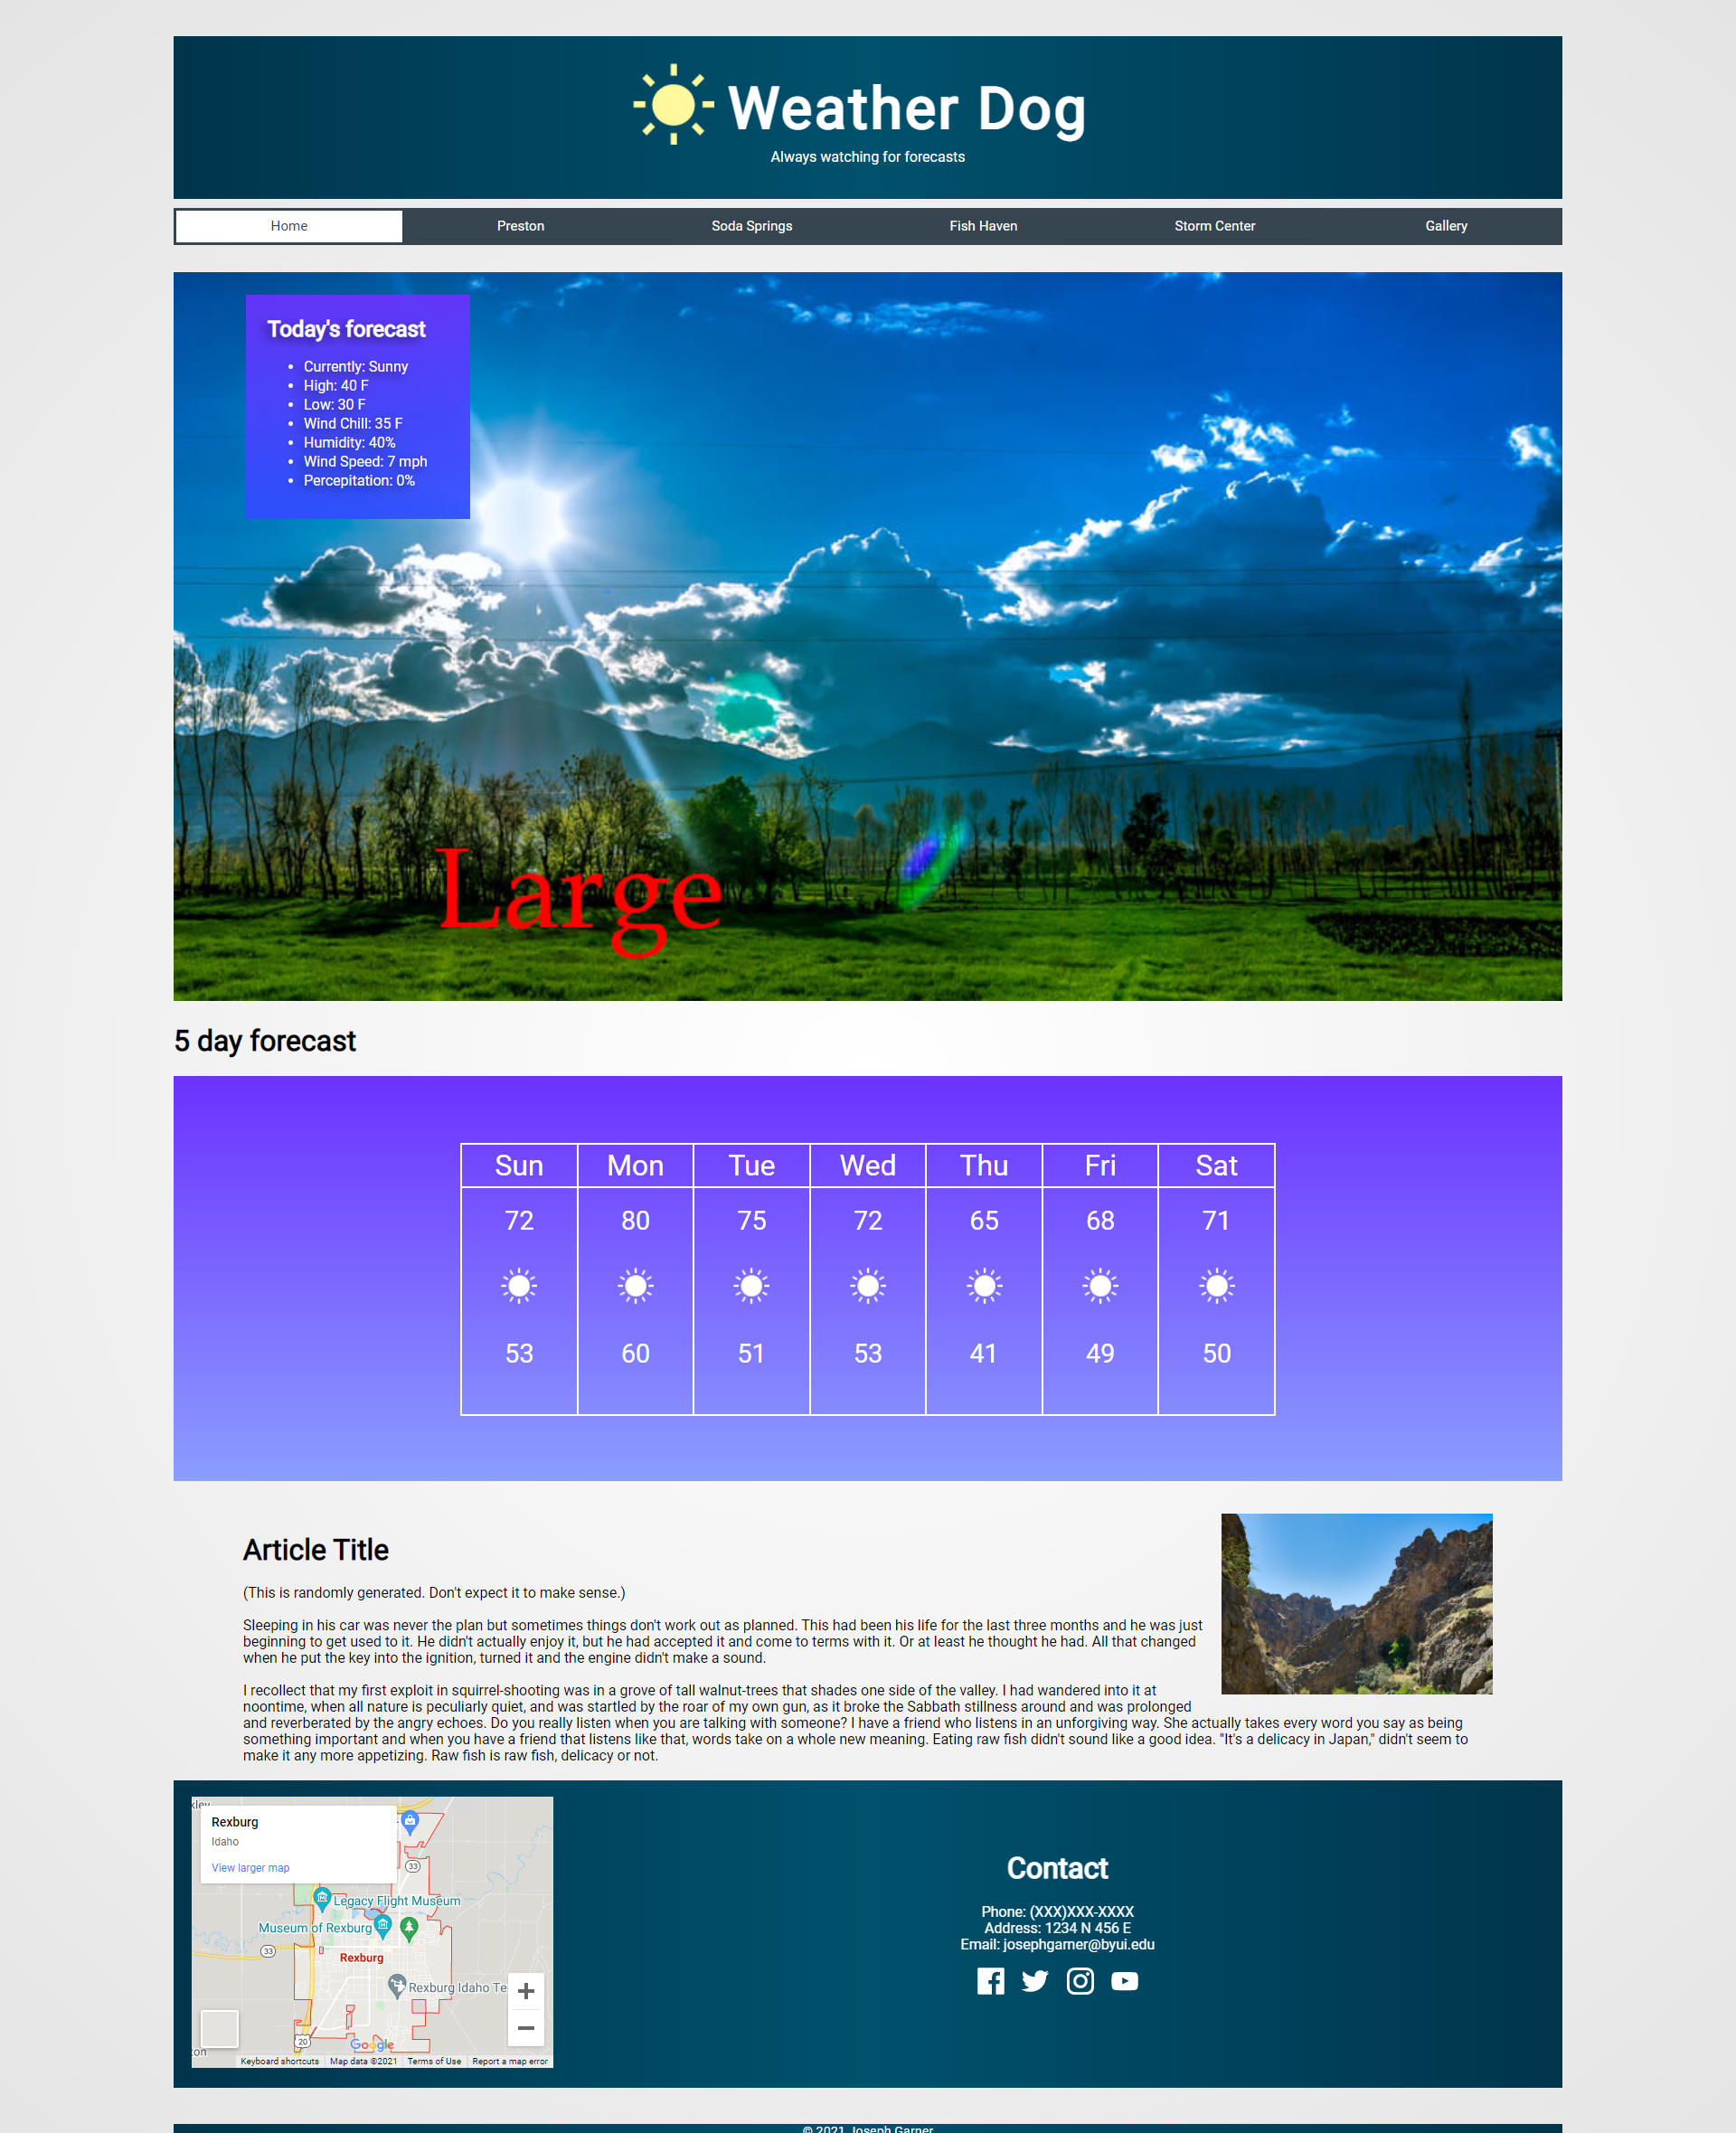 Weather Dog
Always watching for forecasts
Home Preston Soda Springs Fish Haven Storm Center Gallery
Today's forecast
Currently: Sunny
High: 40 F
Low: 30 F
Wind Chill: 35 F
Humidity: 40%
Wind Speed: 7 mph
Percepitation: 0%
Large
5 day forecast
Sun Mon Tue Wed Thu Fri Sat
72 80 75 72 65 68 71
53 60 51 53 41 49 50
Article Title
(This is randomly generated. Don't expect it to make sense.)
Sleeping in his car was never the plan but sometimes things don't work out as planned. This had been his life for the last three months and he was just
beginning to get used to it. He didn't actually enjoy it, but he had accepted it and come to terms with it. Or at least he thought he had. All that changed
when he put the key into the ignition, turned it and the engine didn't make a sound.
I recollect that my first exploit in squirrel-shooting was in a grove of tall walnut-trees that shades one side of the valley. I had wandered into it at
noontime, when all nature is peculiarly quiet, and was startled by the roar of my own gun, as it broke the Sabbath stillness around and was prolonged
and reverberated by the angry echoes. Do you really listen when you are talking with someone? I have a friend who listens in an unforgiving way. She actually takes every word you say as being
something important and when you have a friend that listens like that, words take on a whole new meaning. Eating raw fish didn't sound like a good idea. "It's a delicacy in Japan," didn't seem to
make it any more appetizing. Raw fish is raw fish, delicacy or not.
kley
Rexburg
Idaho
View larger map
33
Legacy Flight Museum
Museum of Rexburg
33
Rexburg
Rexburg Idaho Te
20
Google
ton
Keyboard shortcuts Map data ©2021 Terms of Use Report a map error
Contact
Phone: (XXX)XXX-XXXX
Address: 1234 N 456 E
Email: josephgarner@byui.edu
© 2021 Joseph Garner